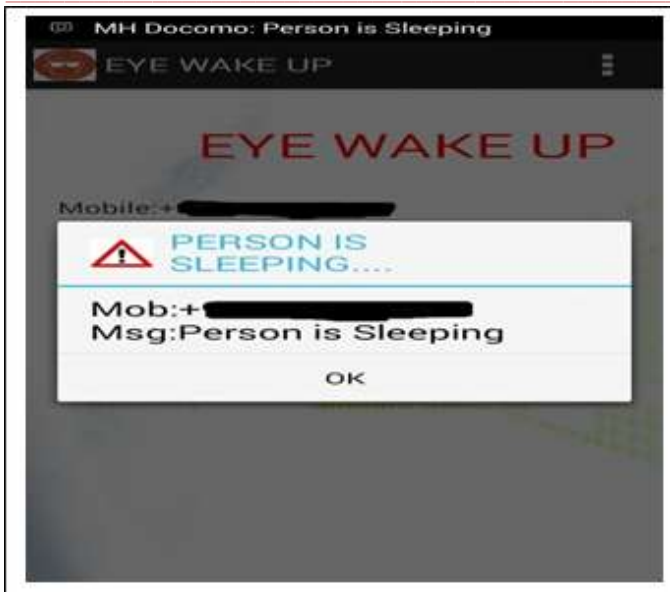 MH Docomo: Person is Sleeping
EYE WAKE UP
EYE WAKE UP
Mobile:+
PERSON IS
SLEEPING....
Mob:+
Msg:Person is Sleeping
OK